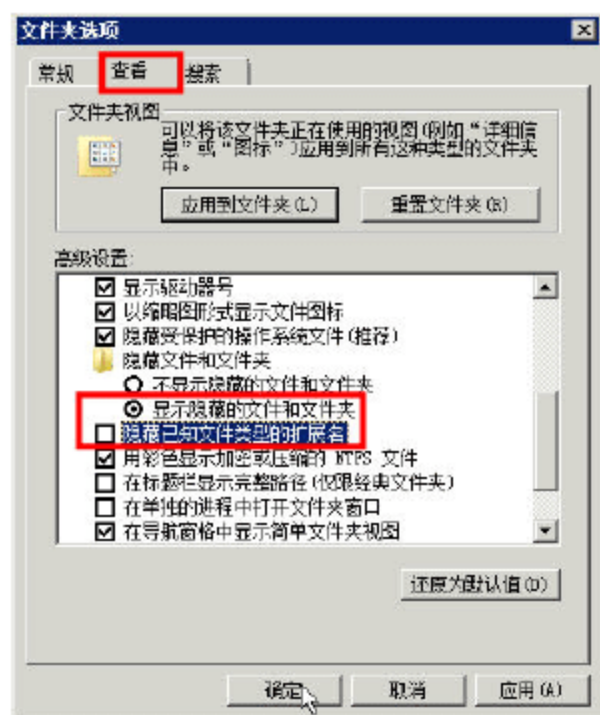 文件夹选项
常规 查看 搜索
文件夹视图
可以将该文件夹正在使用的视图(例如“详细信
息”或“图标”)应用到所有这种类型的文件夹
中。
应用到文件夹(L) 重置文件夹(R)
高级设置:
显示驱动器号
以缩略图形式显示文件图标
隐藏受保护的操作系统文件(推荐)
隐藏文件和文件夹
不显示隐藏的文件和文件夹
显示隐藏的文件和文件夹
隐藏已知文件类型的扩展名
用彩色显示加密或压缩的 NTFS 文件
在标题栏显示完整路径(仅限经典文件夹)
在单独的进程中打开文件夹窗口
在导航窗格中显示简单文件夹视图
还原为默认值(D)
确定 取消 应用(A)